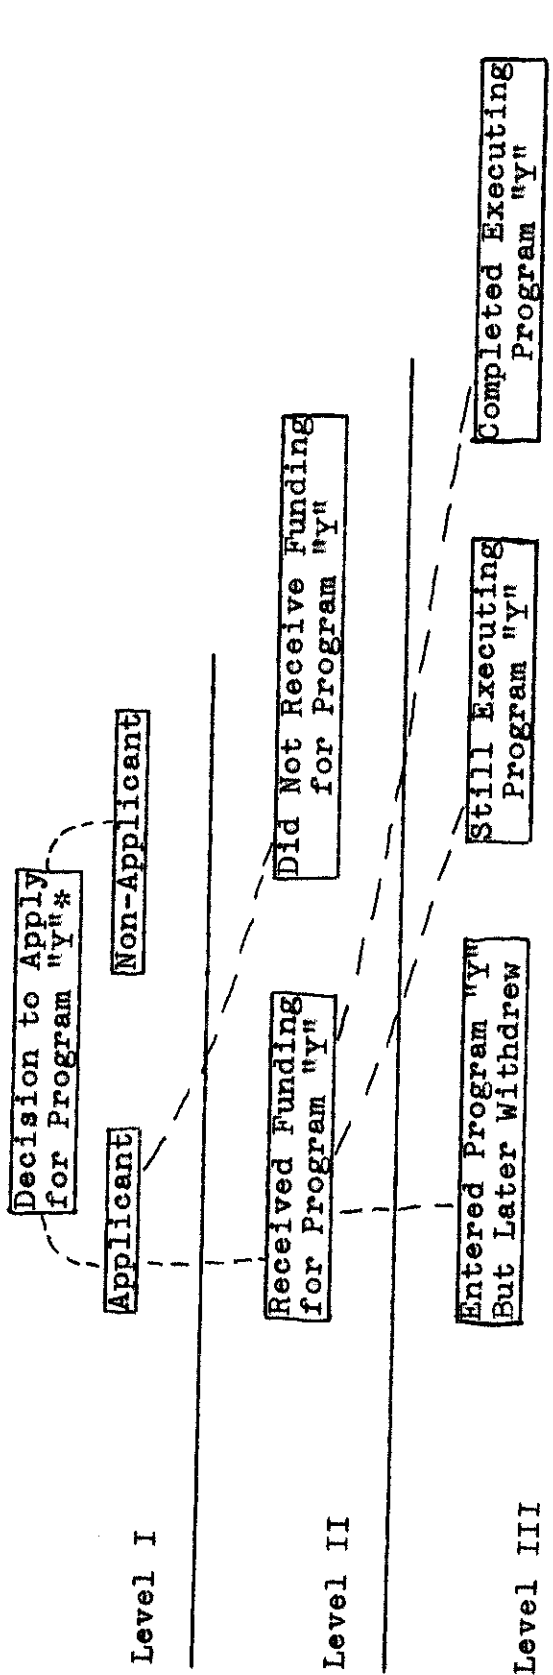 Decision to Apply
for Program "Y"*
Applicant
Non-Applicant
Level I
Received Funding
for Program "Y"
Did Not Receive Funding
for Program "Y"
Level II
Entered Program "Y"
But Later Withdrew
Still Executing
Program "Y"
Completed Executing
Program "Y"
Level III